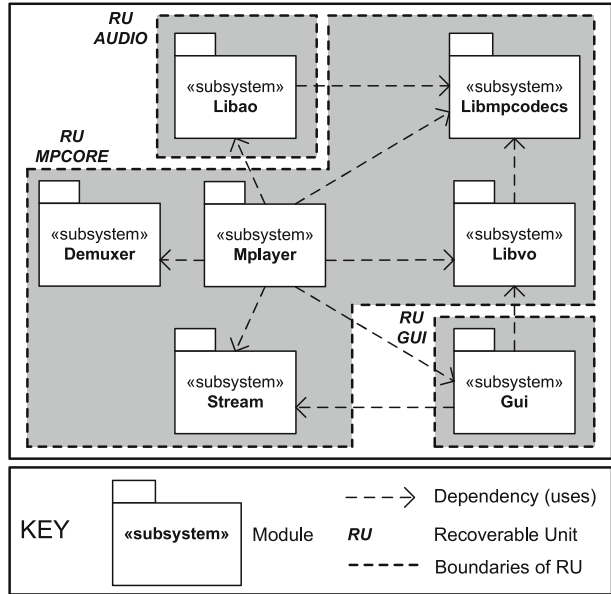 RU
AUDIO
«subsystem»
Libao
«subsystem»
Libmpcodecs
RU
MPCORE
«subsystem»
Demuxer
«subsystem»
Mplayer
«subsystem»
Libvo
RU
GUI
«subsystem»
Stream
«subsystem»
Gui
KEY
«subsystem»
Module
Dependency (uses)
RU Recoverable Unit
Boundaries of RU